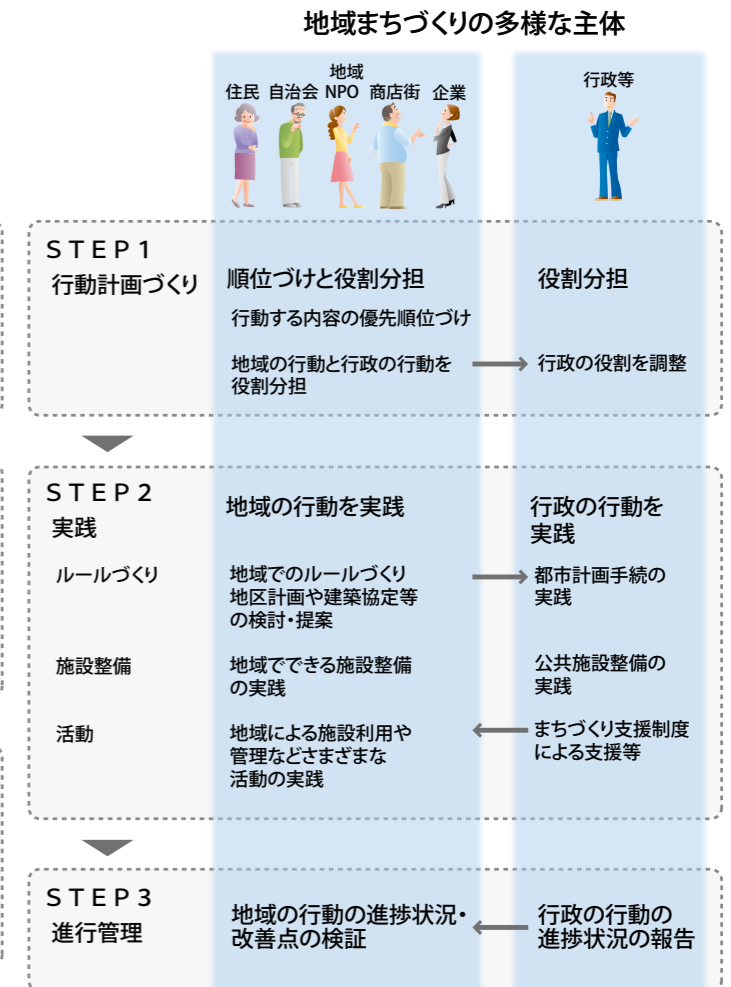 地域まちづくりの多様な主体
地域
住民 自治会 NPO 商店街 企業
行政等
STEP1
行動計画づくり
順位づけと役割分担
役割分担
行動する内容の優先順位づけ
地域の行動と行政の行動を
役割分担
行政の役割を調整
STEP2
実践
地域の行動を実践
行政の行動を
実践
ルールづくり
地域でのルールづくり
地区計画や建築協定等
の検討・提案
都市計画手続の
実践
施設整備
地域でできる施設整備
の実践
公共施設整備の
実践
活動
地域による施設利用や
管理などさまざまな
活動の実践
まちづくり支援制度
による支援等
STEP3
進行管理
地域の行動の進捗状況・
改善点の検証
行政の行動の
進捗状況の報告